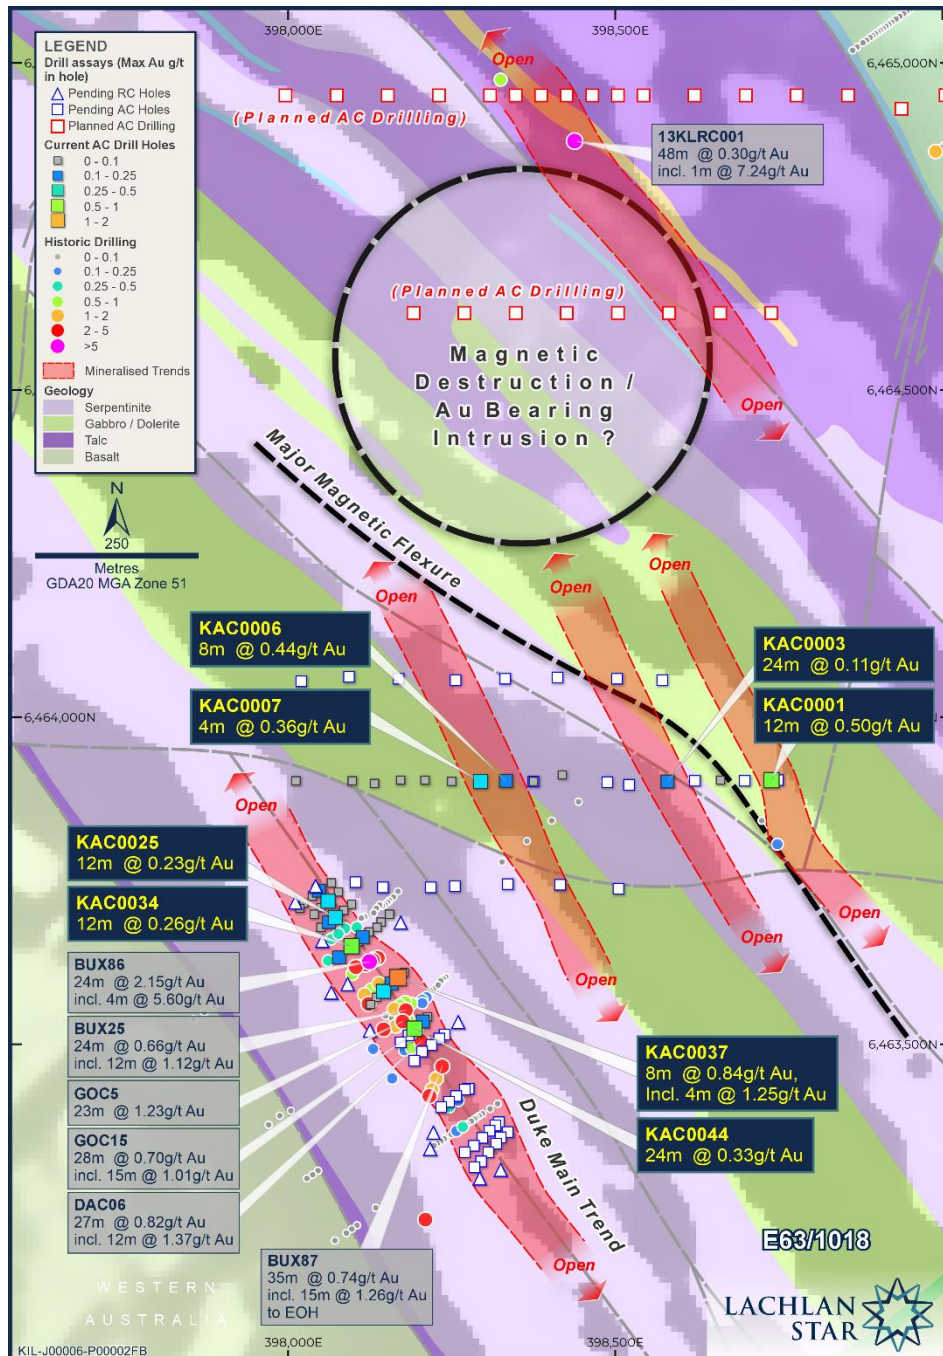 398,000E
398,500E
LEGEND
Drill assays (Max Au g/t
in hole)
Pending RC Holes
Pending AC Holes
Planned AC Drilling
Current AC Drill Holes
0 - 0.1
0.1 - 0.25
0.25 - 0.5
0.5 - 1
1 - 2
Historic Drilling
0 - 0.1
0.1 - 0.25
0.25 - 0.5
0.5 - 1
1 - 2
2 - 5
>5
Mineralised Trends
Geology
Serpentinite
Gabbro / Dolerite
Talc
Basalt
N
250
Metres
GDA20 MGA Zone 51
Open
6,465,000N
(Planned AC Drilling)
13KLRC001
48m @ 0.30g/t Au
incl. 1m @ 7.24g/t Au
(Planned AC Drilling)
Magnetic
Destruction /
Au Bearing
Intrusion ?
6,464,500N
Open
Major Magnetic Flexure
Open
Open
Open
KAC0006
8m @ 0.44g/t Au
KAC0007
4m @ 0.36g/t Au
KAC0003
24m @ 0.11g/t Au
KAC0001
12m @ 0.50g/t Au
6,464,000N
Open
KAC0025
12m @ 0.23g/t Au
KAC0034
12m @ 0.26g/t Au
Open
Open
Open
BUX86
24m @ 2.15g/t Au
incl. 4m @ 5.60g/t Au
BUX25
24m @ 0.66g/t Au
incl. 12m @ 1.12g/t Au
GOC5
23m @ 1.23g/t Au
GOC15
28m @ 0.70g/t Au
incl. 15m @ 1.01g/t Au
DAC06
27m @ 0.82g/t Au
incl. 12m @ 1.37g/t Au
6,463,500N
KAC0037
8m @ 0.84g/t Au,
Incl. 4m @ 1.25g/t Au
KAC0044
24m @ 0.33g/t Au
Duke Main Trend
BUX87
35m @ 0.74g/t Au
incl. 15m @ 1.26g/t Au
to EOH
Open
E63/1018
WESTERN
AUSTRALIA
LACHLAN
STAR
398,000E
398,500E
KIL-J00006-P00002FB